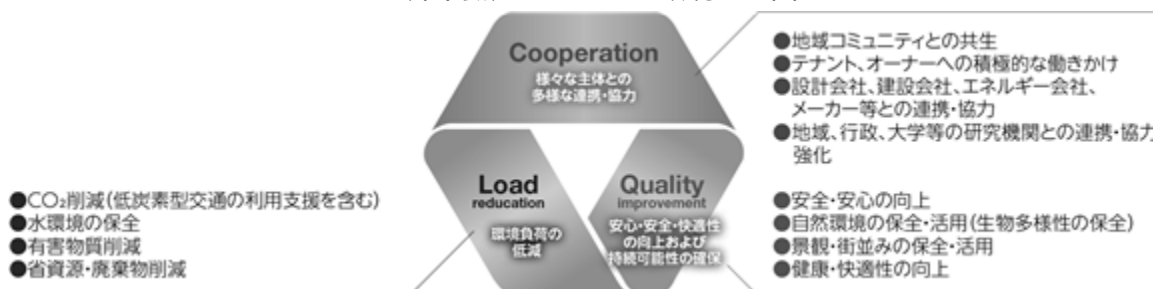 Cooperation
様々な主体との
多様な連携・協力
●地域コミュニティとの共生
●テナント、オーナーへの積極的な働きかけ
●設計会社、建設会社、エネルギー会社、
メーカー等との連携・協力
●地域、行政、大学等の研究機関との連携・協力
強化
Load
reducation
環境負荷の
低減
●CO₂削減(低炭素型交通の利用支援を含む)
●水環境の保全
●有害物質削減
●省資源・廃棄物削減
Quality
improvement
安心・安全・快適性
の向上および
持続可能性の確保
●安全・安心の向上
●自然環境の保全・活用(生物多様性の保全)
●景観・街並みの保全・活用
●健康・快適性の向上